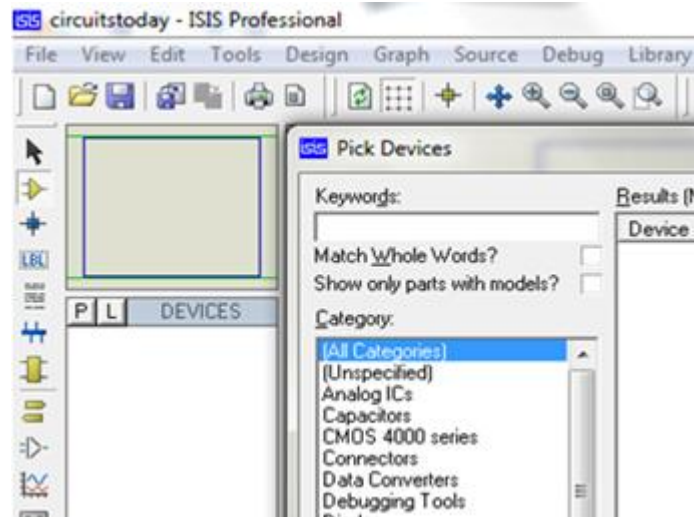 ISIS circuitstoday - ISIS Professional
File View Edit Tools Design Graph Source Debug Library
ISIS Pick Devices
Keywords:
Results
Device
Match Whole Words?
Show only parts with models?
LBL
P L DEVICES
Category:
(All Categories)
(Unspecified)
Analog ICs
Capacitors
CMOS 4000 series
Connectors
Data Converters
Debugging Tools